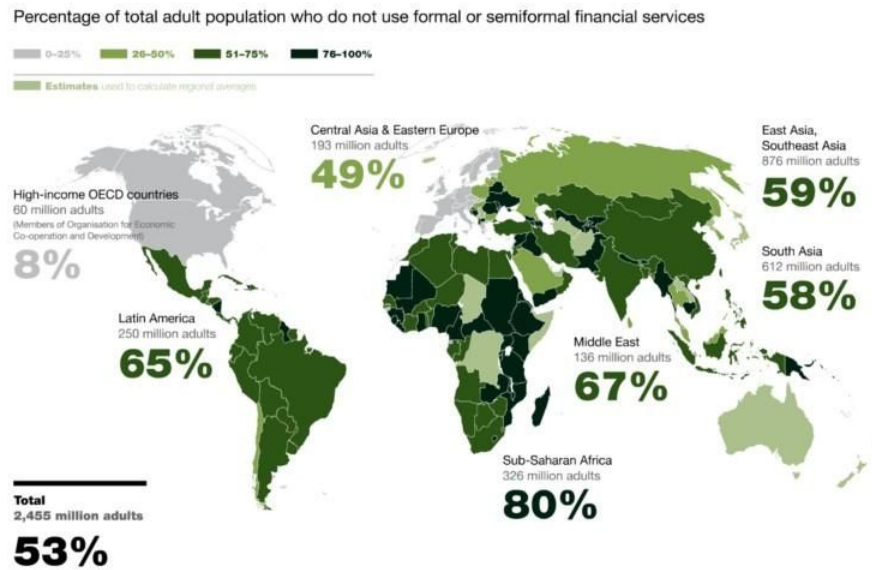 Percentage of total adult population who do not use formal or semiformal financial services
0–25% 26–50% 51–75% 76–100%
Estimates used to calculate regional averages
Central Asia & Eastern Europe
193 million adults
49%
East Asia,
Southeast Asia
876 million adults
59%
High-income OECD countries
60 million adults
(Members of Organisation for Economic
Co-operation and Development)
8%
South Asia
612 million adults
58%
Latin America
250 million adults
65%
Middle East
136 million adults
67%
Sub-Saharan Africa
326 million adults
80%
Total
2,455 million adults
53%